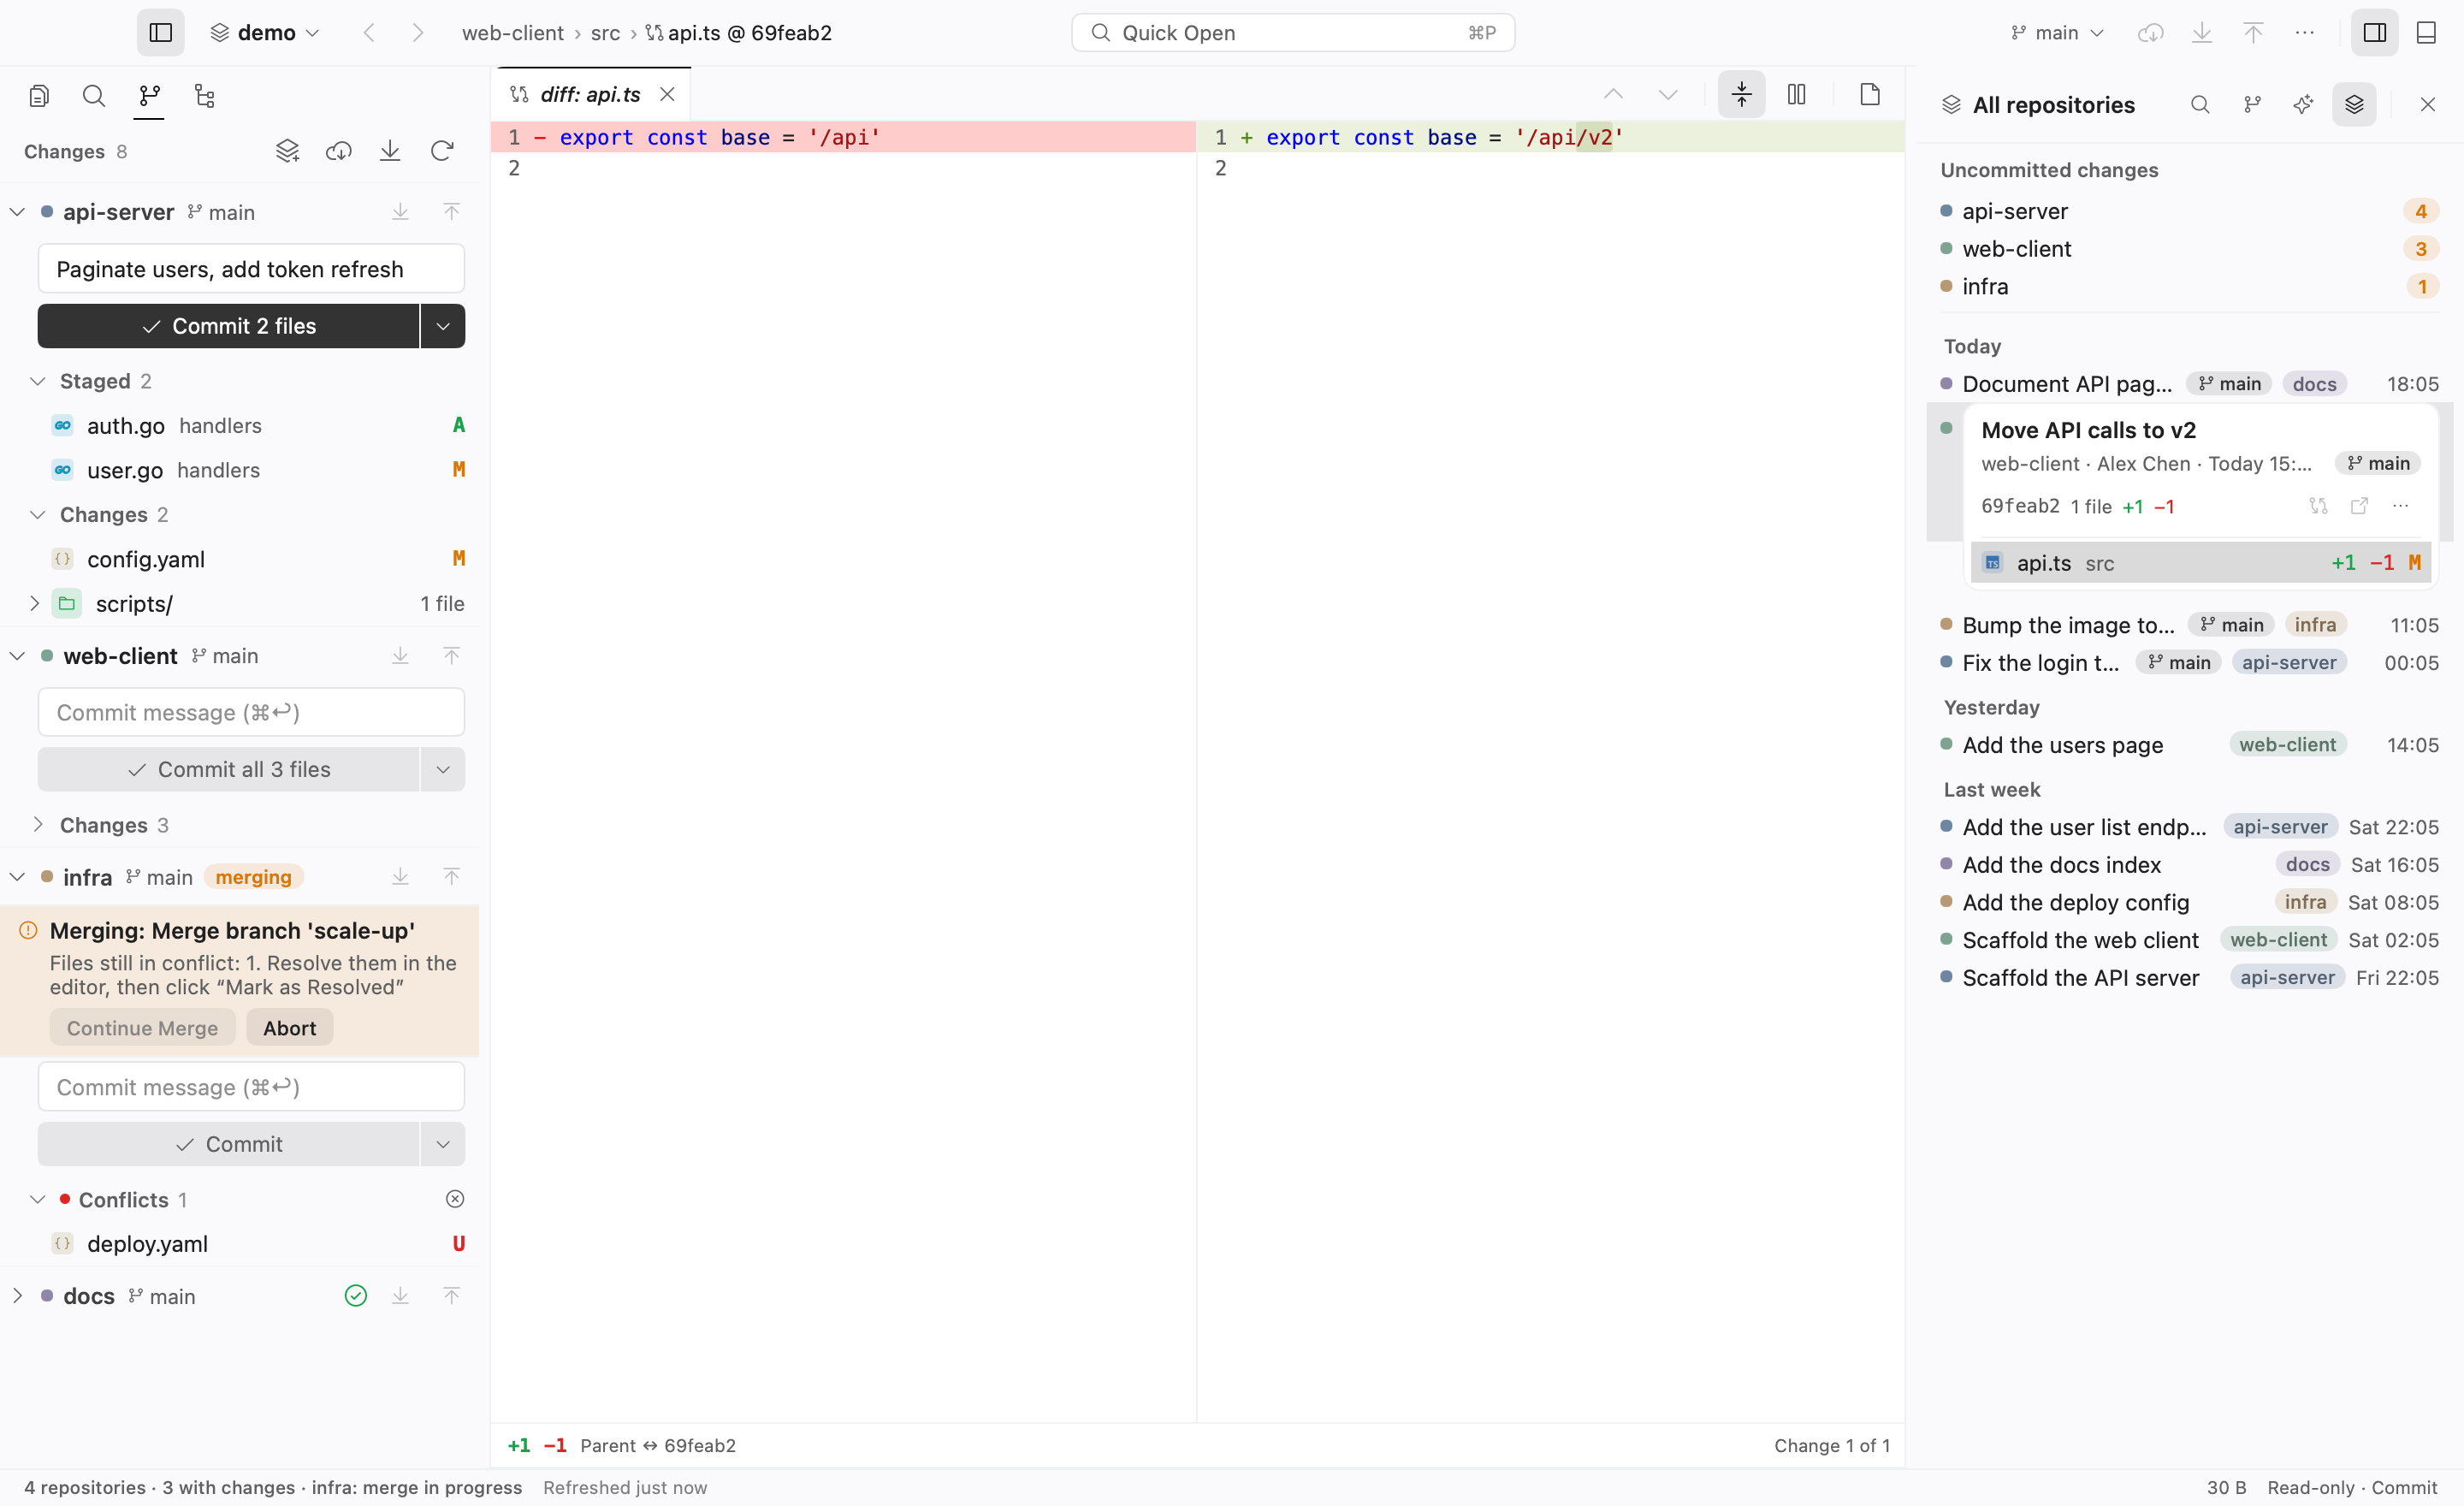 demo
web-client › src › api.ts @ 69feab2
Quick Open ⌘P
main
Changes 8
api-server main
Paginate users, add token refresh
Commit 2 files
Staged 2
auth.go handlers A
user.go handlers M
Changes 2
config.yaml M
scripts/ 1 file
web-client main
Commit message (⌘↩)
Commit all 3 files
Changes 3
infra main merging
Merging: Merge branch 'scale-up'
Files still in conflict: 1. Resolve them in the
editor, then click “Mark as Resolved”
Continue Merge Abort
Commit message (⌘↩)
Commit
Conflicts 1
deploy.yaml U
docs main
diff: api.ts
1 − export const base = '/api'
2
1 + export const base = '/api/v2'
2
+1 −1 Parent ↔ 69feab2
Change 1 of 1
All repositories
Uncommitted changes
api-server 4
web-client 3
infra 1
Today
Document API pag... main docs 18:05
Move API calls to v2
web-client · Alex Chen · Today 15:... main
69feab2 1 file +1 −1
TS api.ts src +1 −1 M
Bump the image to... main infra 11:05
Fix the login t... main api-server 00:05
Yesterday
Add the users page web-client 14:05
Last week
Add the user list endp... api-server Sat 22:05
Add the docs index docs Sat 16:05
Add the deploy config infra Sat 08:05
Scaffold the web client web-client Sat 02:05
Scaffold the API server api-server Fri 22:05
4 repositories · 3 with changes · infra: merge in progress Refreshed just now
30 B Read-only · Commit